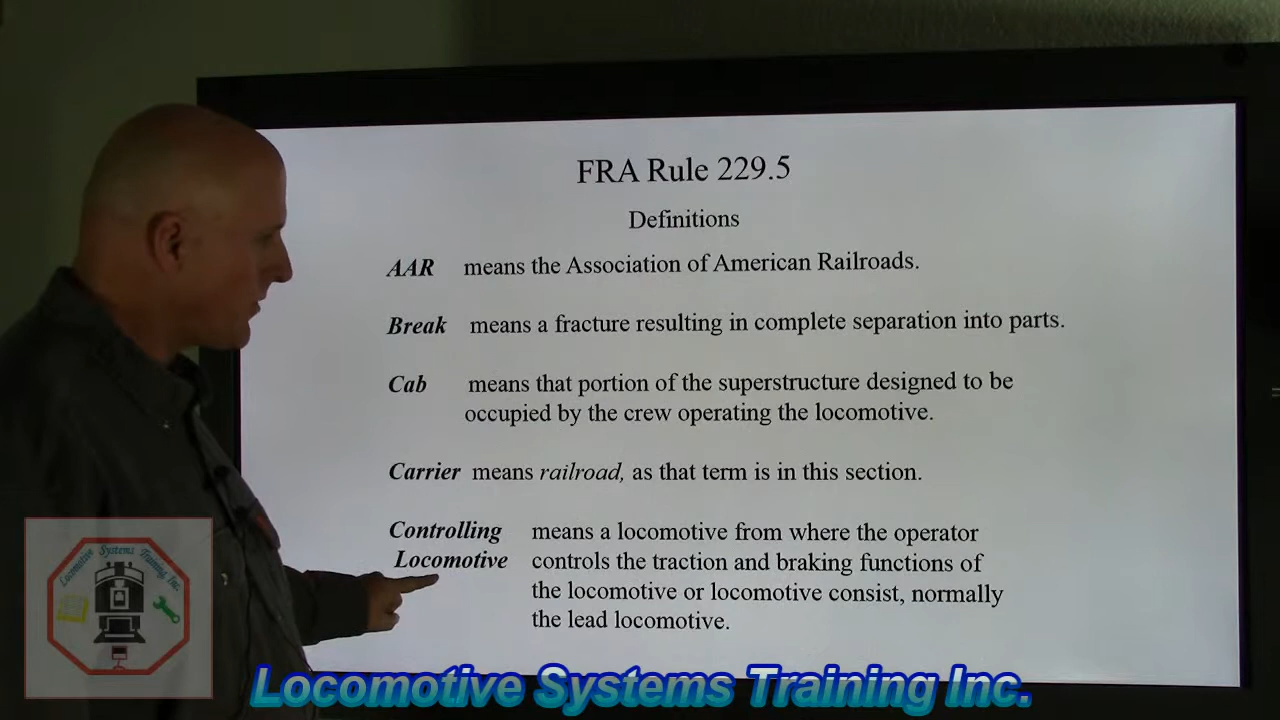 FRA Rule 229.5
Definitions
AAR means the Association of American Railroads.
Break means a fracture resulting in complete separation into parts.
Cab means that portion of the superstructure designed to be
occupied by the crew operating the locomotive.
Carrier means railroad, as that term is in this section.
Controlling means a locomotive from where the operator
Locomotive controls the traction and braking functions of
the locomotive or locomotive consist, normally
the lead locomotive.
Locomotive Systems Training Inc.
Locomotive Systems Training Inc.